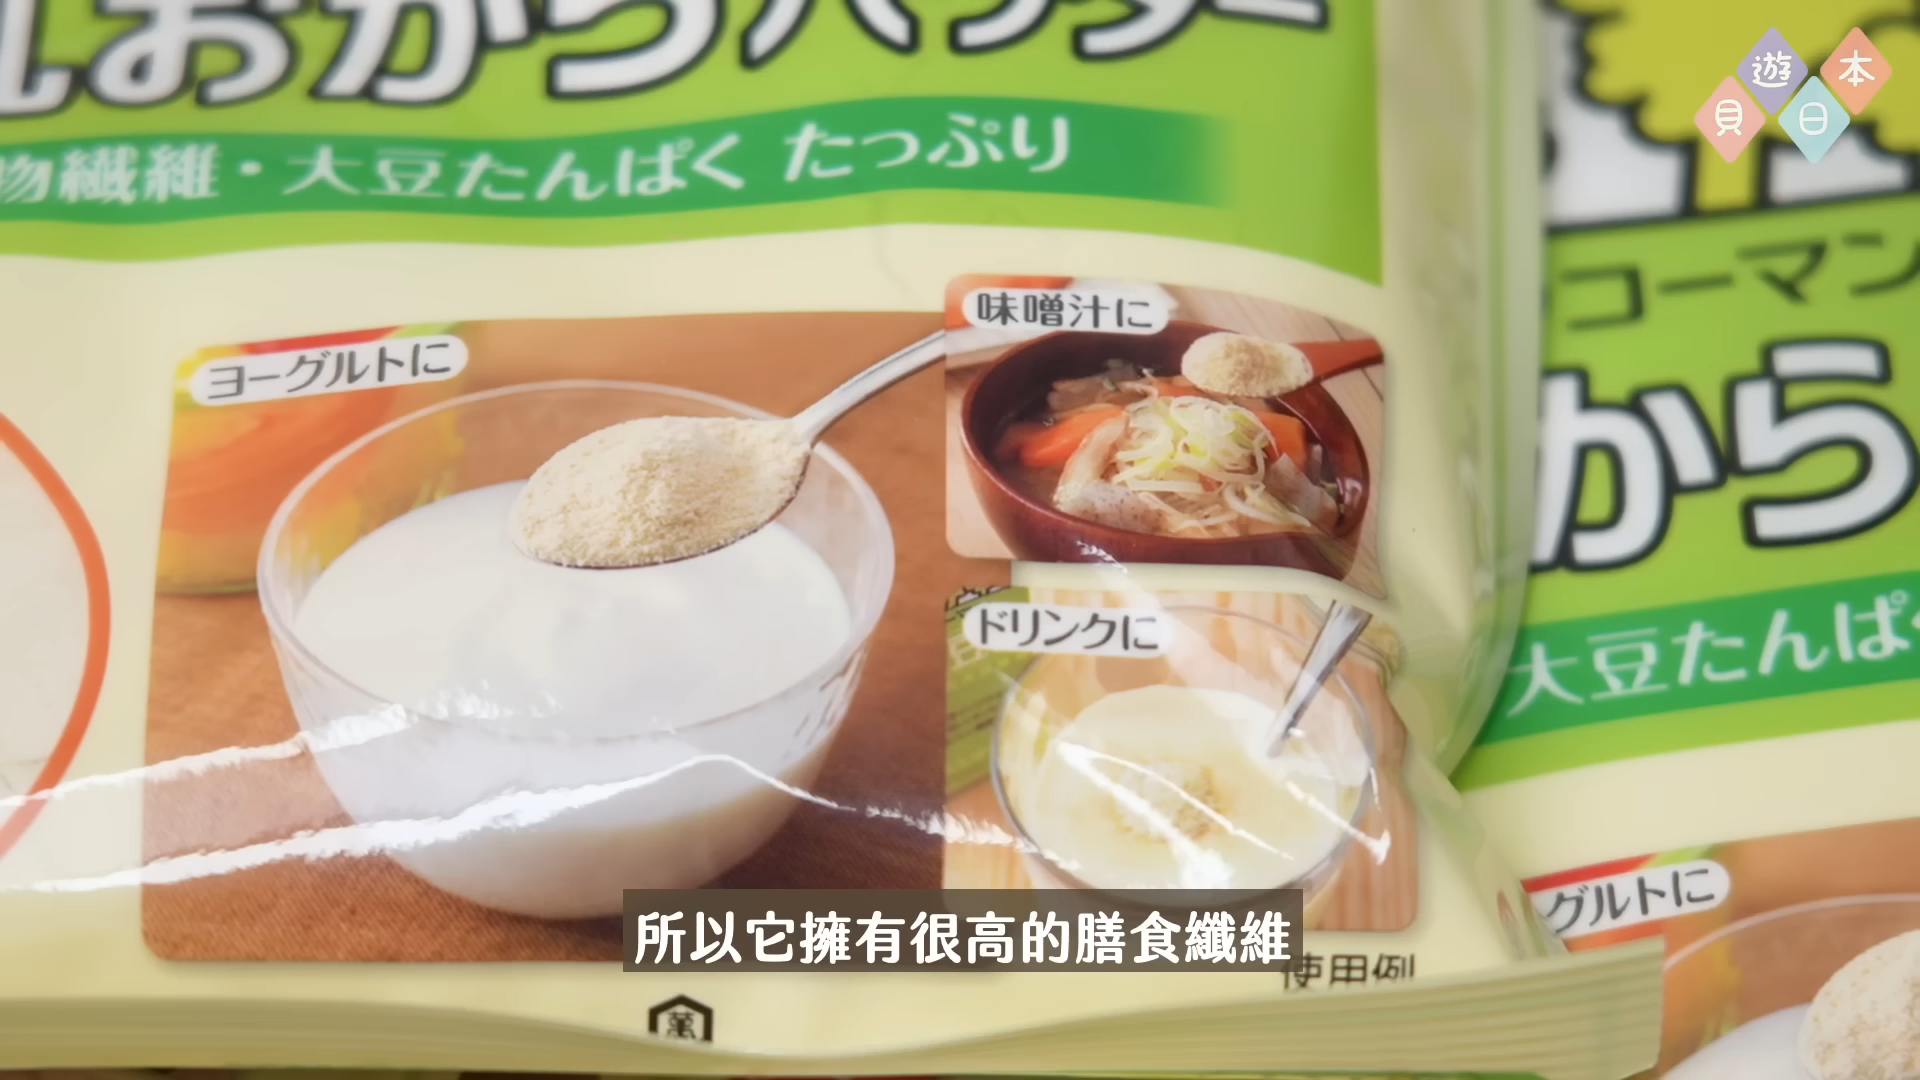 おからパウダー
物繊維・大豆たんぱく たっぷり
遊本
貝日
コーマン
から
大豆たんぱ
ヨーグルトに
味噌汁に
ドリンクに
グルトに
所以它擁有很高的膳食纖維
使用例
萬